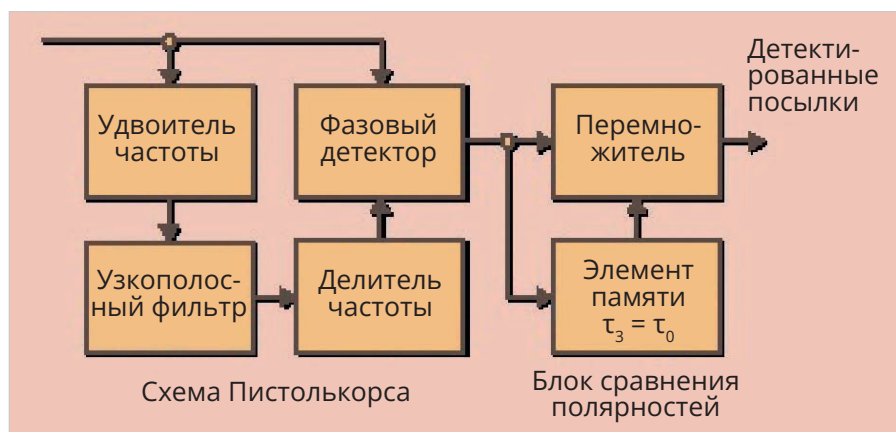 Детекти-
рованные
посылки
Удвоитель
частоты
Фазовый
детектор
Перемно-
житель
Узкополос-
ный фильтр
Делитель
частоты
Элемент
памяти
τ₃ = τ₀
Схема Пистолькорса
Блок сравнения
полярностей